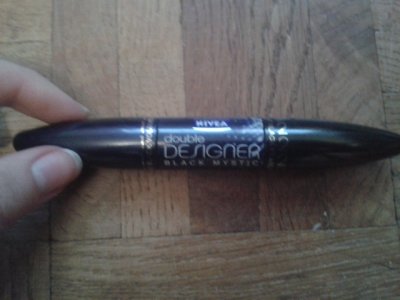 NIVEA
double
DESIGNER
BLACK MYSTIC